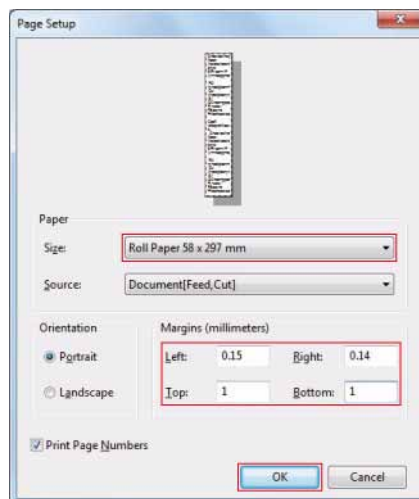 Page Setup
Paper
Size: Roll Paper 58 x 297 mm
Source: Document[Feed,Cut]
Orientation
Portrait
Landscape
Margins (millimeters)
Left: 0.15 Right: 0.14
Top: 1 Bottom: 1
Print Page Numbers
OK Cancel